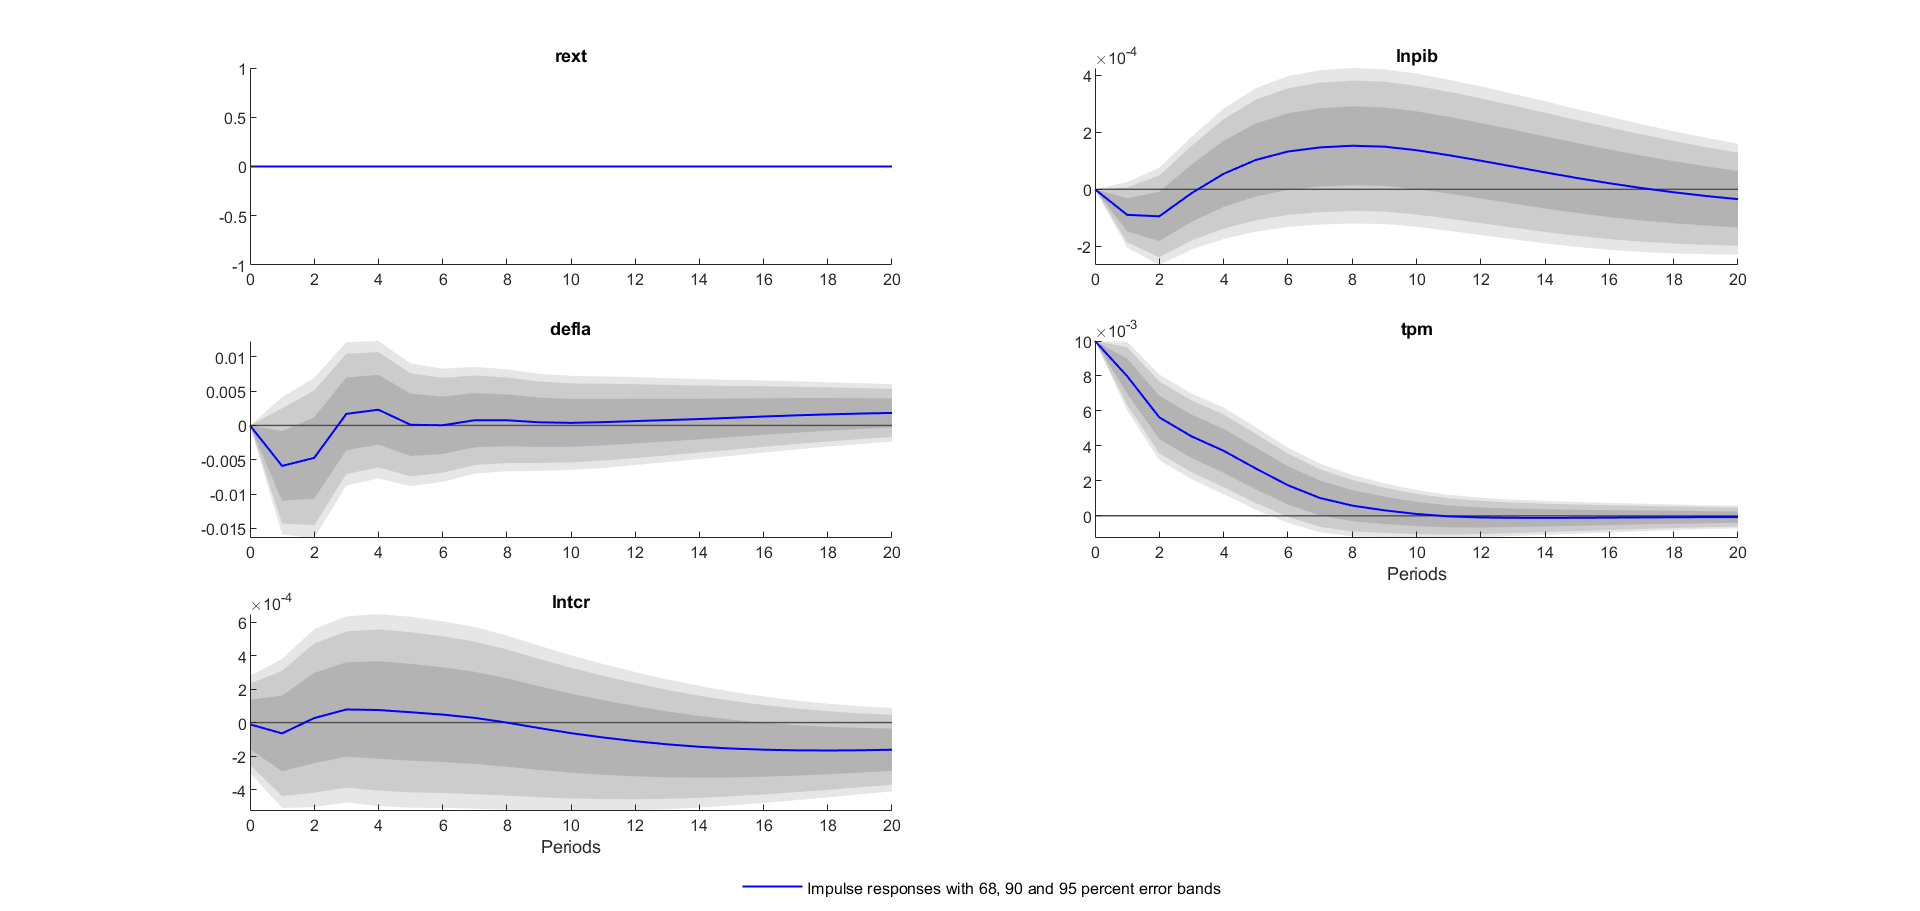 rext
1
0.5
0
-0.5
-1
0 2 4 6 8 10 12 14 16 18 20
lnpib
×10-4
4
2
0
-2
0 2 4 6 8 10 12 14 16 18 20
defla
0.01
0.005
0
-0.005
-0.01
-0.015
0 2 4 6 8 10 12 14 16 18 20
tpm
×10-3
10
8
6
4
2
0
0 2 4 6 8 10 12 14 16 18 20
Periods
lntcr
×10-4
6
4
2
0
-2
-4
0 2 4 6 8 10 12 14 16 18 20
Periods
Impulse responses with 68, 90 and 95 percent error bands